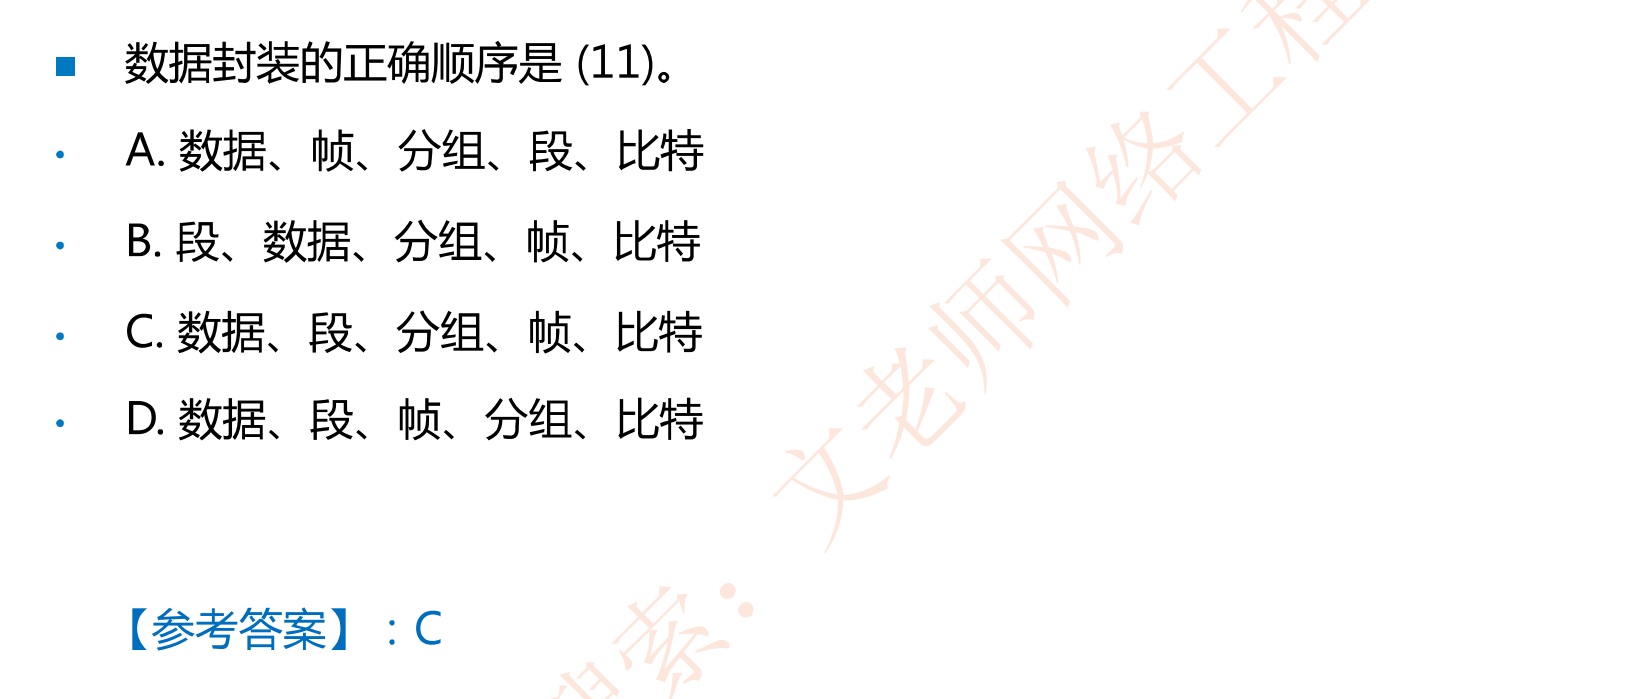 ■ 数据封装的正确顺序是 (11)。
• A. 数据、帧、分组、段、比特
• B. 段、数据、分组、帧、比特
• C. 数据、段、分组、帧、比特
• D. 数据、段、帧、分组、比特
【参考答案】:C
搜索：文老师网络工程